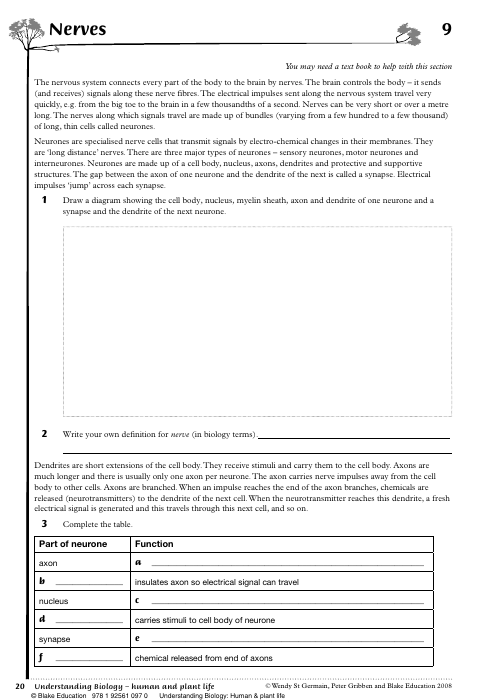 Nerves
9
You may need a text book to help with this section
The nervous system connects every part of the body to the brain by nerves. The brain controls the body – it sends
(and receives) signals along these nerve fibres. The electrical impulses sent along the nervous system travel very
quickly, e.g. from the big toe to the brain in a few thousandths of a second. Nerves can be very short or over a metre
long. The nerves along which signals travel are made up of bundles (varying from a few hundred to a few thousand)
of long, thin cells called neurones.
Neurones are specialised nerve cells that transmit signals by electro-chemical changes in their membranes. They
are ‘long distance’ nerves. There are three major types of neurones – sensory neurones, motor neurones and
interneurones. Neurones are made up of a cell body, nucleus, axons, dendrites and protective and supportive
structures. The gap between the axon of one neurone and the dendrite of the next is called a synapse. Electrical
impulses ‘jump’ across each synapse.
1 Draw a diagram showing the cell body, nucleus, myelin sheath, axon and dendrite of one neurone and a
synapse and the dendrite of the next neurone.
2 Write your own definition for nerve (in biology terms).
Dendrites are short extensions of the cell body. They receive stimuli and carry them to the cell body. Axons are
much longer and there is usually only one axon per neurone. The axon carries nerve impulses away from the cell
body to other cells. Axons are branched. When an impulse reaches the end of the axon branches, chemicals are
released (neurotransmitters) to the dendrite of the next cell. When the neurotransmitter reaches this dendrite, a fresh
electrical signal is generated and this travels through this next cell, and so on.
3 Complete the table.
Part of neurone Function
axon a
b insulates axon so electrical signal can travel
nucleus c
d carries stimuli to cell body of neurone
synapse e
f chemical released from end of axons
20 Understanding Biology – human and plant life © Wendy St Germain, Peter Gribben and Blake Education 2008
© Blake Education 978 1 92561 097 0 Understanding Biology: Human & plant life